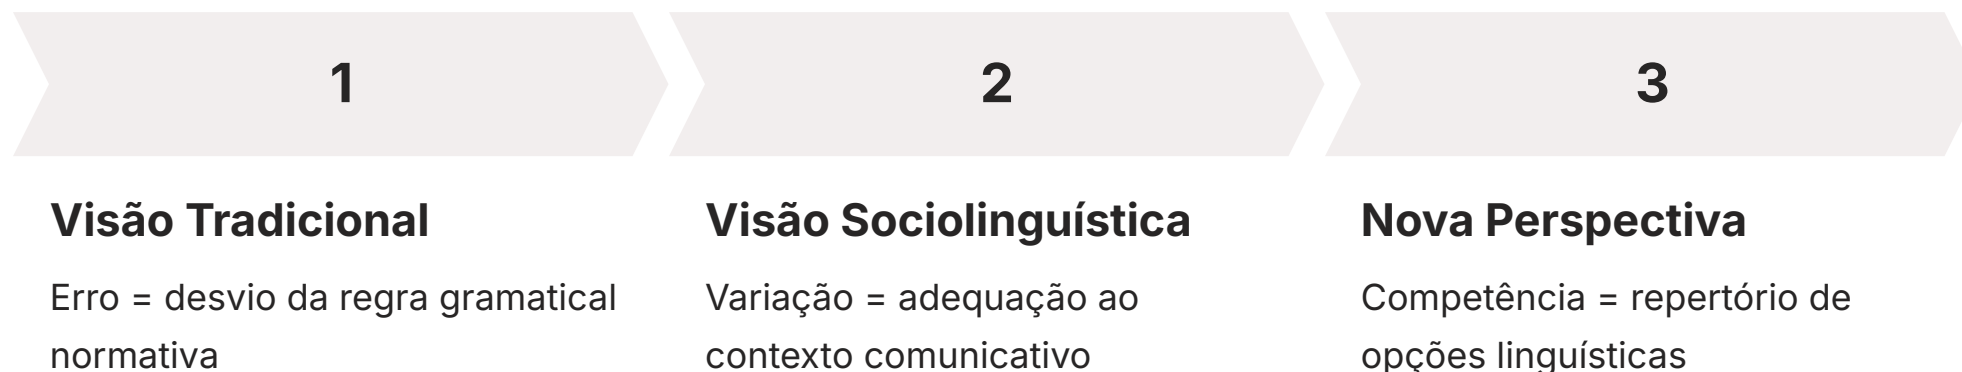 1
2
3
Visão Tradicional
Erro = desvio da regra gramatical
normativa
Visão Sociolinguística
Variação = adequação ao
contexto comunicativo
Nova Perspectiva
Competência = repertório de
opções linguísticas